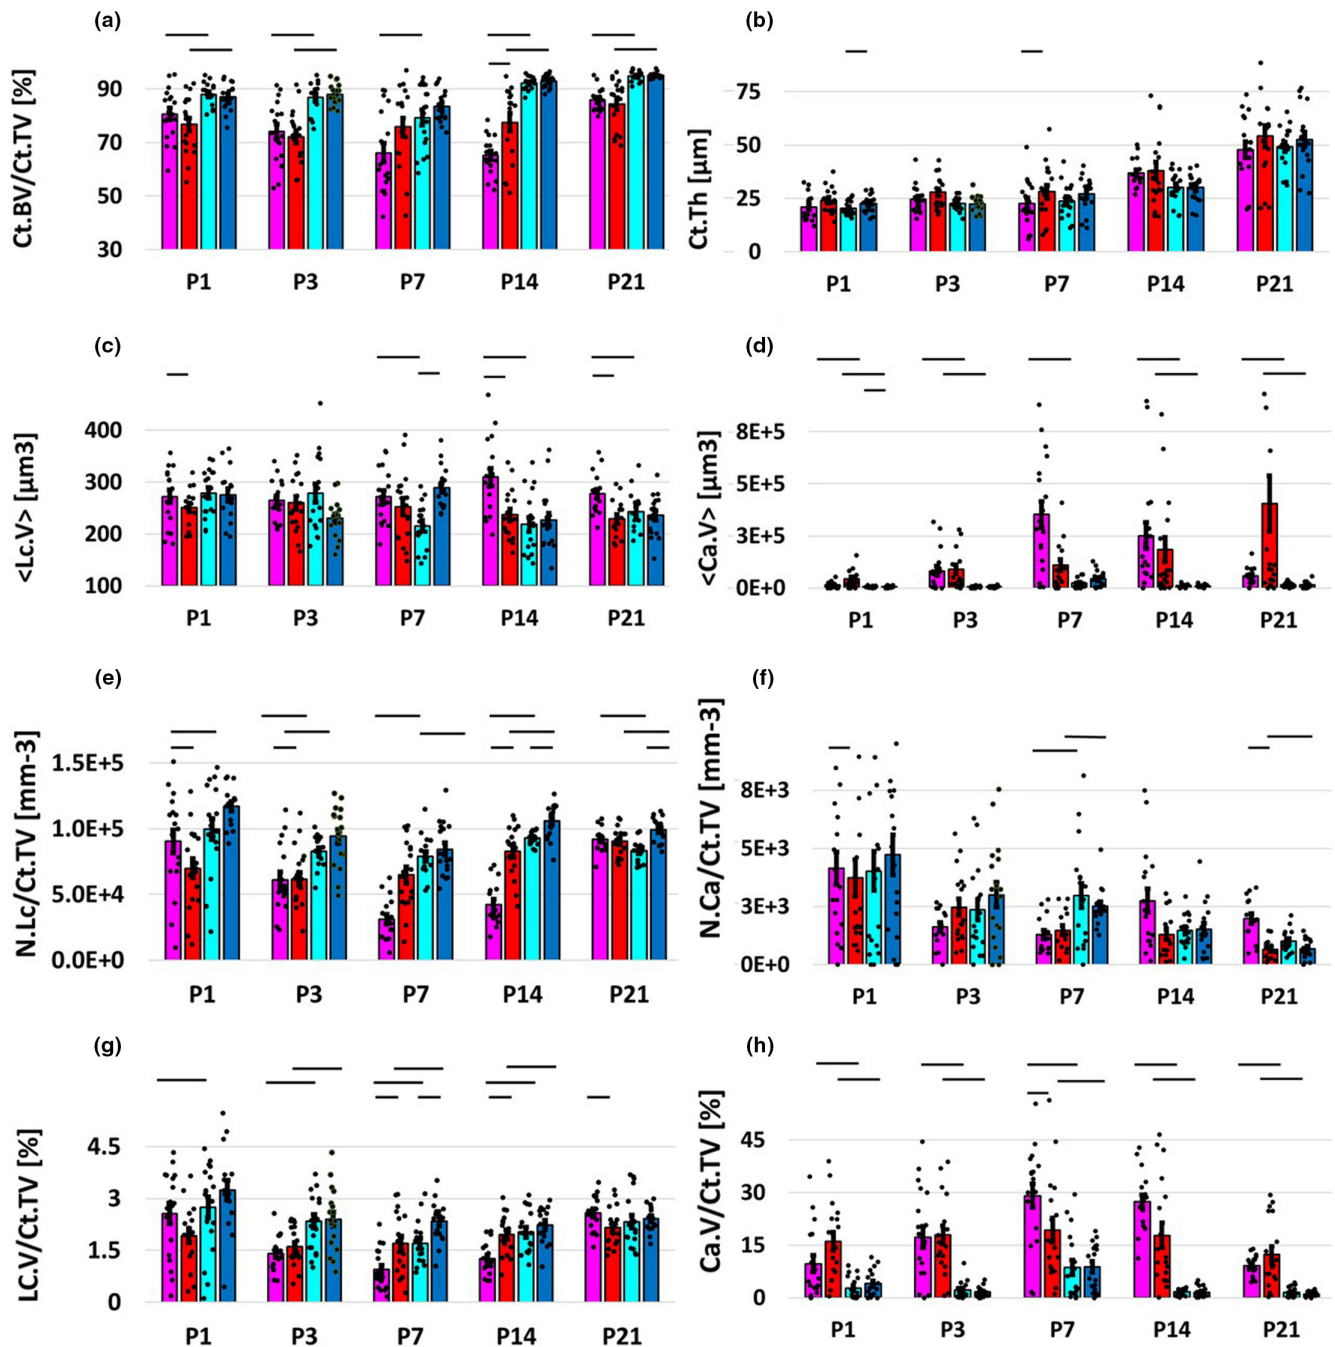 (a)
Ct.BV/Ct.TV [%]
90
70
50
30
P1 P3 P7 P14 P21
(b)
Ct.Th [µm]
75
50
25
0
P1 P3 P7 P14 P21
(c)
<Lc.V> [µm3]
400
300
200
100
P1 P3 P7 P14 P21
(d)
<Ca.V> [µm3]
8E+5
5E+5
3E+5
0E+0
P1 P3 P7 P14 P21
(e)
N.Lc/Ct.TV [mm-3]
1.5E+5
1.0E+5
5.0E+4
0.0E+0
P1 P3 P7 P14 P21
(f)
N.Ca/Ct.TV [mm-3]
8E+3
5E+3
3E+3
0E+0
P1 P3 P7 P14 P21
(g)
LC.V/Ct.TV [%]
4.5
3
1.5
0
P1 P3 P7 P14 P21
(h)
Ca.V/Ct.TV [%]
45
30
15
0
P1 P3 P7 P14 P21